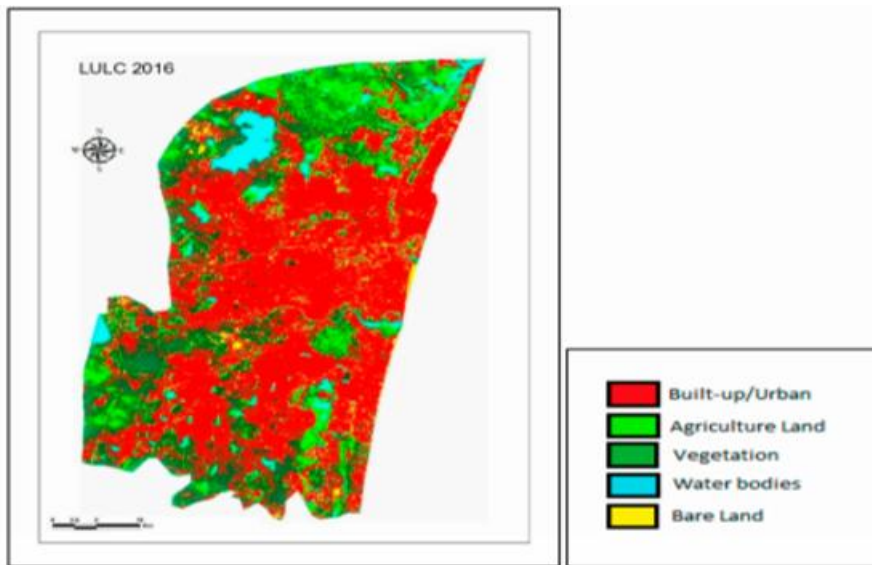 LULC 2016
N
S
Built-up/Urban
Agriculture Land
Vegetation
Water bodies
Bare Land